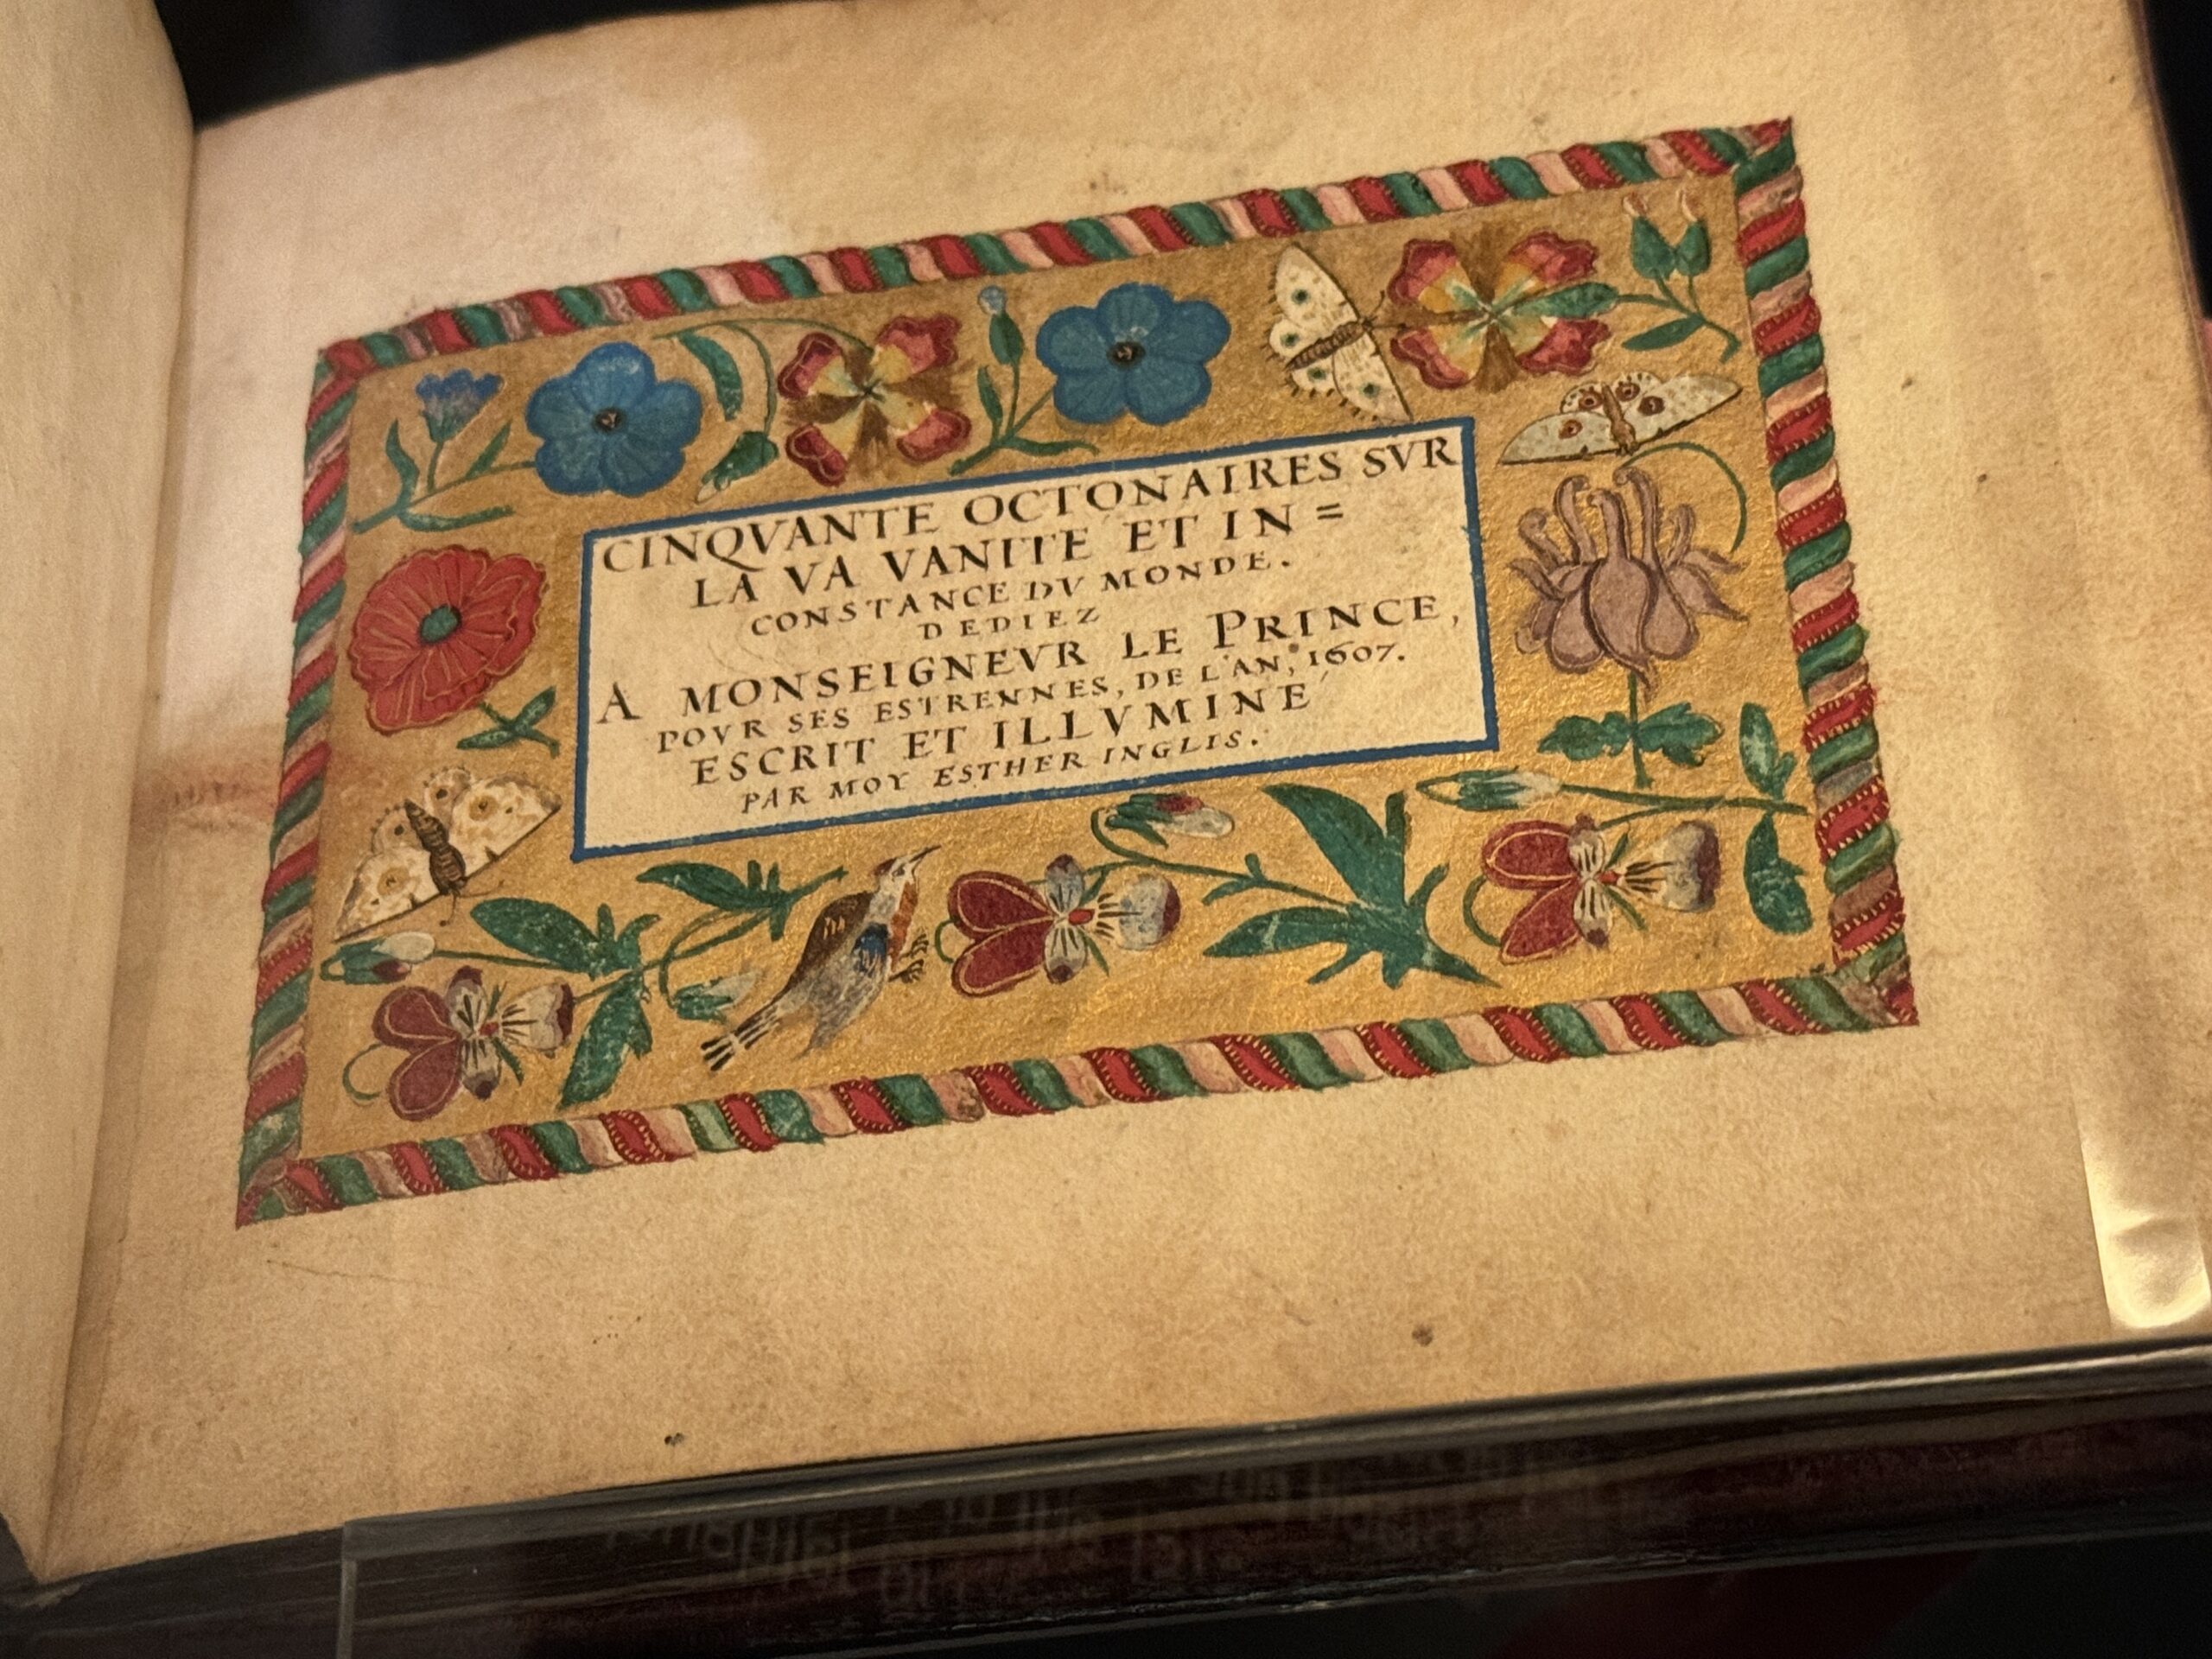 CINQVANTE OCTONAIRES SVR
LA VA VANITE ET IN =
CONSTANCE DV MONDE.
DEDIEZ
A MONSEIGNEVR LE PRINCE,
POVR SES ESTRENNES, DE L'AN, 1607.
ESCRIT ET ILLVMINE
PAR MOY ESTHER INGLIS.